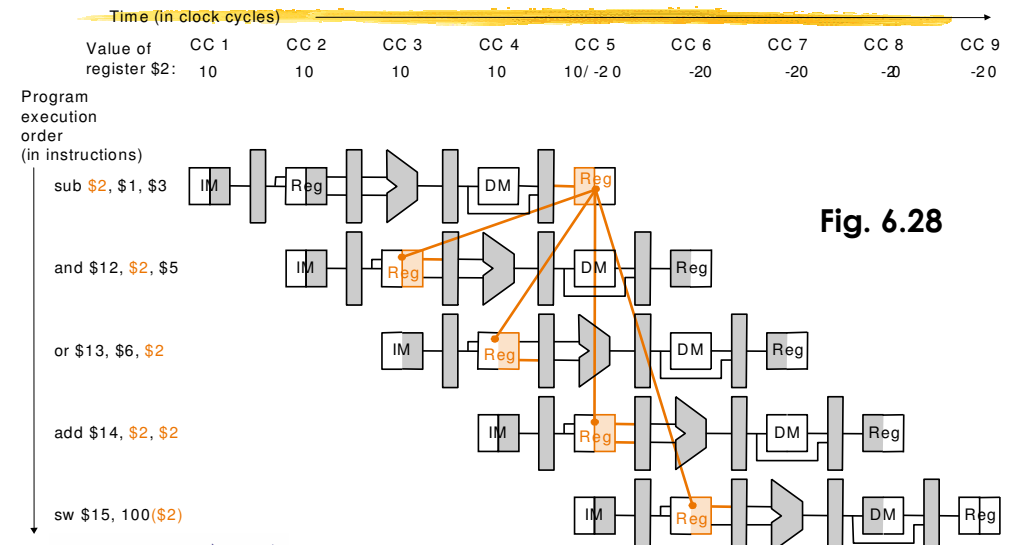 Time (in clock cycles)
Value of register $2:
CC 1 CC 2 CC 3 CC 4 CC 5 CC 6 CC 7 CC 8 CC 9
10 10 10 10 10/-20 -20 -20 -20 -20
Program
execution
order
(in instructions)
sub $2, $1, $3
IM Reg DM Reg
Fig. 6.28
and $12, $2, $5
IM Reg DM Reg
or $13, $6, $2
IM Reg DM Reg
add $14, $2, $2
IM Reg DM Reg
sw $15, 100($2)
IM Reg DM Reg